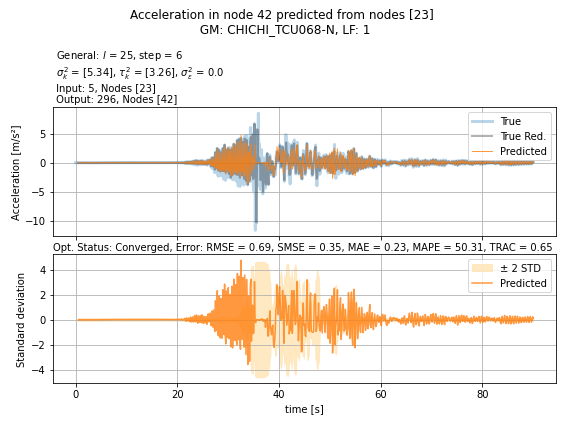 Acceleration in node 42 predicted from nodes [23]
GM: CHICHI_TCU068-N, LF: 1
General: l = 25, step = 6
σ²ₖ = [5.34], τ²ₖ = [3.26], σ²ₑ = 0.0
Input: 5, Nodes [23]
Output: 296, Nodes [42]
Acceleration [m/s²]
5
0
−5
−10
True
True Red.
Predicted
Opt. Status: Converged, Error: RMSE = 0.69, SMSE = 0.35, MAE = 0.23, MAPE = 50.31, TRAC = 0.65
Standard deviation
4
2
0
−2
−4
± 2 STD
Predicted
0 20 40 60 80
time [s]